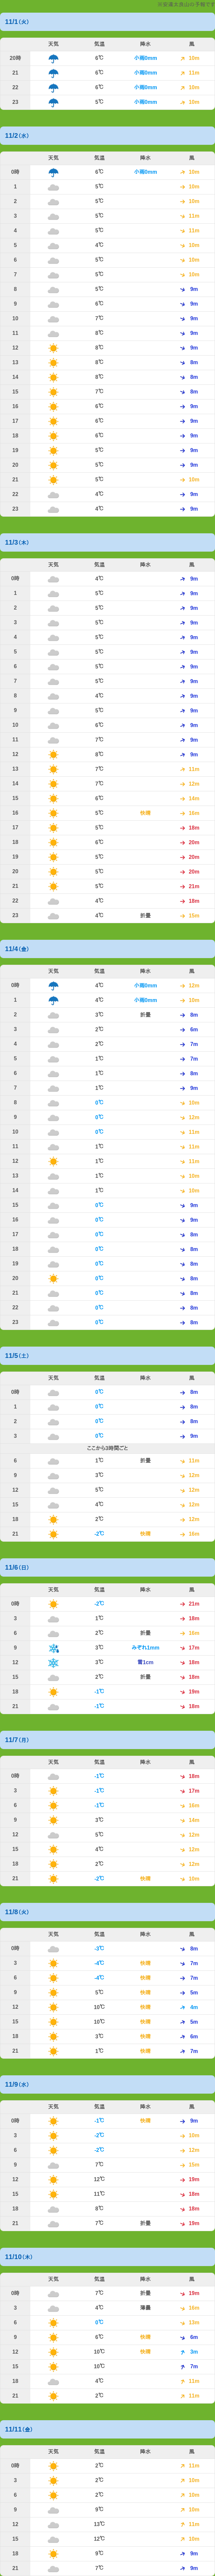 11/1(火)
天気 気温 降水 風
20時 6℃ 小雨0mm 10m
21 6℃ 小雨0mm 11m
22 6℃ 小雨0mm 10m
23 5℃ 小雨0mm 10m
11/2(水)
天気 気温 降水 風
0時 6℃ 小雨0mm 10m
1 5℃ 10m
2 5℃ 10m
3 5℃ 11m
4 5℃ 11m
5 4℃ 10m
6 5℃ 10m
7 5℃ 10m
8 5℃ 9m
9 6℃ 9m
10 7℃ 9m
11 8℃ 9m
12 8℃ 9m
13 8℃ 8m
14 8℃ 8m
15 7℃ 8m
16 6℃ 9m
17 6℃ 9m
18 6℃ 9m
19 5℃ 9m
20 5℃ 9m
21 5℃ 10m
22 4℃ 9m
23 4℃ 9m
11/3(木)
天気 気温 降水 風
0時 4℃ 9m
1 5℃ 9m
2 5℃ 9m
3 5℃ 9m
4 5℃ 9m
5 5℃ 9m
6 5℃ 9m
7 5℃ 9m
8 4℃ 9m
9 5℃ 9m
10 6℃ 9m
11 7℃ 9m
12 8℃ 9m
13 7℃ 11m
14 7℃ 12m
15 6℃ 14m
16 5℃ 快晴 16m
17 5℃ 18m
18 6℃ 20m
19 5℃ 20m
20 5℃ 20m
21 5℃ 21m
22 4℃ 18m
23 4℃ 折曇 15m
11/4(金)
天気 気温 降水 風
0時 4℃ 小雨0mm 12m
1 4℃ 小雨0mm 10m
2 3℃ 折曇 8m
3 2℃ 6m
4 2℃ 7m
5 1℃ 7m
6 1℃ 8m
7 1℃ 9m
8 0℃ 10m
9 0℃ 12m
10 0℃ 11m
11 1℃ 11m
12 1℃ 11m
13 1℃ 10m
14 1℃ 10m
15 0℃ 9m
16 0℃ 9m
17 0℃ 8m
18 0℃ 8m
19 0℃ 8m
20 0℃ 8m
21 0℃ 8m
22 0℃ 8m
23 0℃ 8m
11/5(土)
天気 気温 降水 風
0時 0℃ 8m
1 0℃ 8m
2 0℃ 8m
3 0℃ 9m
ここから3時間ごと
6 1℃ 折曇 11m
9 3℃ 12m
12 5℃ 12m
15 4℃ 12m
18 2℃ 12m
21 -2℃ 快晴 16m
11/6(日)
天気 気温 降水 風
0時 -2℃ 21m
3 1℃ 18m
6 2℃ 折曇 16m
9 3℃ みぞれ1mm 17m
12 3℃ 雪1cm 18m
15 2℃ 折曇 18m
18 -1℃ 19m
21 -1℃ 18m
11/7(月)
天気 気温 降水 風
0時 -1℃ 18m
3 -1℃ 17m
6 -1℃ 16m
9 3℃ 14m
12 5℃ 12m
15 4℃ 12m
18 2℃ 12m
21 -2℃ 快晴 10m
11/8(火)
天気 気温 降水 風
0時 -3℃ 8m
3 -4℃ 快晴 7m
6 -4℃ 快晴 7m
9 5℃ 快晴 5m
12 10℃ 快晴 4m
15 10℃ 快晴 5m
18 3℃ 快晴 6m
21 1℃ 快晴 7m
11/9(水)
天気 気温 降水 風
0時 -1℃ 快晴 9m
3 -2℃ 10m
6 -2℃ 12m
9 7℃ 15m
12 12℃ 19m
15 11℃ 18m
18 8℃ 18m
21 7℃ 折曇 19m
11/10(木)
天気 気温 降水 風
0時 7℃ 折曇 19m
3 4℃ 薄曇 16m
6 0℃ 13m
9 6℃ 快晴 6m
12 10℃ 快晴 3m
15 10℃ 7m
18 4℃ 11m
21 2℃ 11m
11/11(金)
天気 気温 降水 風
0時 2℃ 11m
3 2℃ 10m
6 2℃ 10m
9 9℃ 10m
12 13℃ 11m
15 12℃ 10m
18 9℃ 9m
21 7℃ 9m